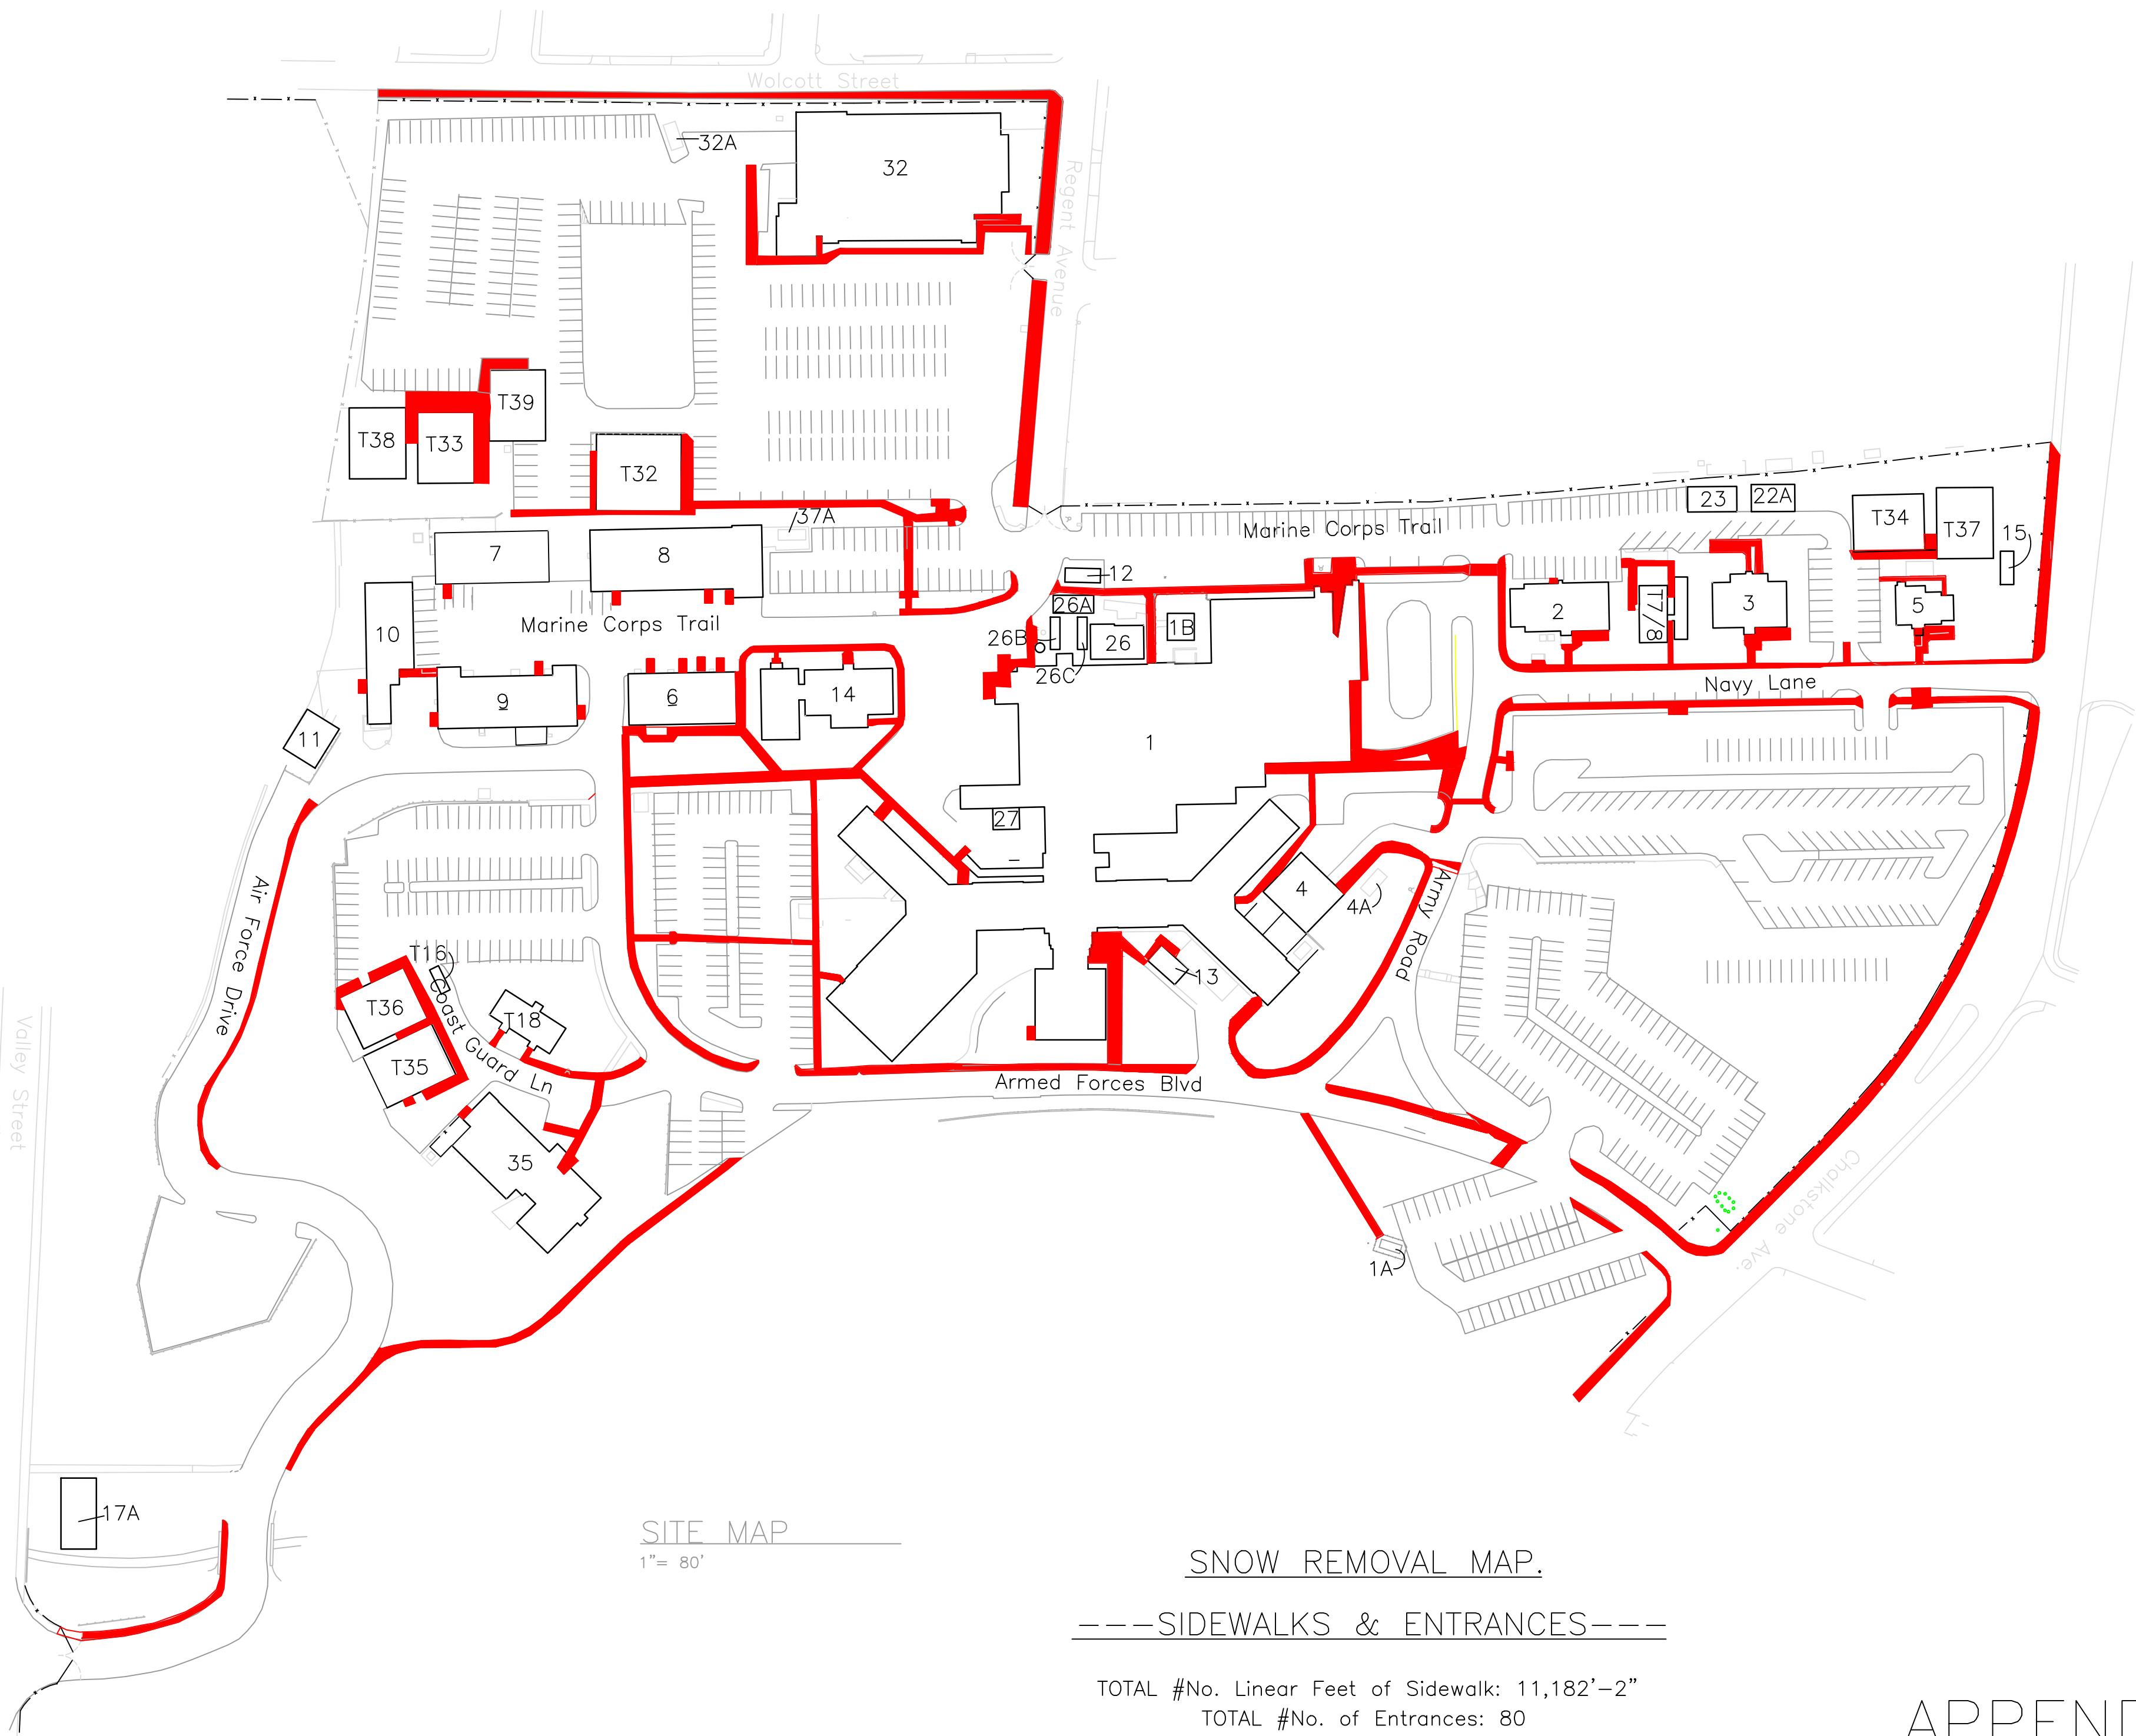 Wolcott Street
32A
32
Regent Avenue
T39
T38
T33
T32
37A
Marine Corps Trail
23
22A
T34
T37
15
7
8
12
10
Marine Corps Trail
26A
26B
26
1B
26C
2
T7/8
3
5
Navy Lane
9
6
14
11
1
27
4
4A
Air Force Drive
Army Road
T16
T36
Coast Guard Ln
T18
T35
13
Armed Forces Blvd
Valley Street
35
1A
Chalkstone Ave.
17A
SITE MAP
1"= 80'
SNOW REMOVAL MAP.
---SIDEWALKS & ENTRANCES---
TOTAL #No. Linear Feet of Sidewalk: 11,182'-2"
TOTAL #No. of Entrances: 80